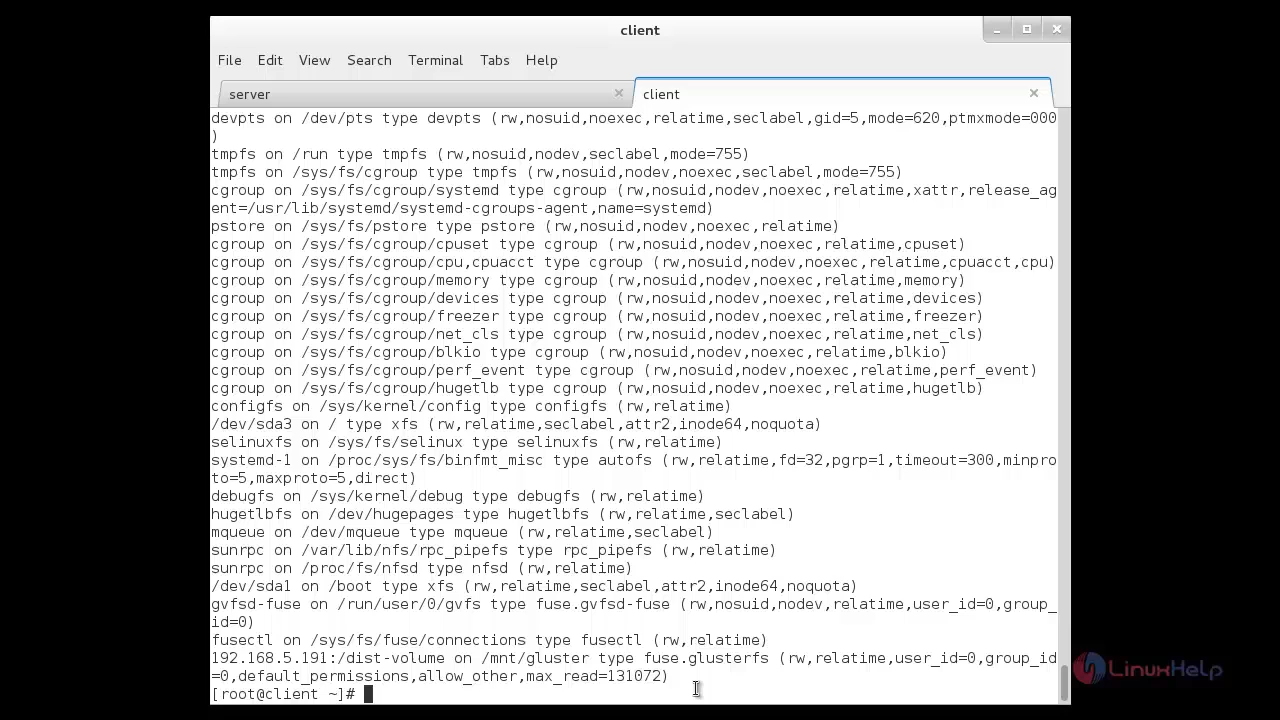 client
File Edit View Search Terminal Tabs Help
server
client
devpts on /dev/pts type devpts (rw,nosuid,noexec,relatime,seclabel,gid=5,mode=620,ptmxmode=000
)
tmpfs on /run type tmpfs (rw,nosuid,nodev,seclabel,mode=755)
tmpfs on /sys/fs/cgroup type tmpfs (rw,nosuid,nodev,noexec,seclabel,mode=755)
cgroup on /sys/fs/cgroup/systemd type cgroup (rw,nosuid,nodev,noexec,relatime,xattr,release_ag
ent=/usr/lib/systemd/systemd-cgroups-agent,name=systemd)
pstore on /sys/fs/pstore type pstore (rw,nosuid,nodev,noexec,relatime)
cgroup on /sys/fs/cgroup/cpuset type cgroup (rw,nosuid,nodev,noexec,relatime,cpuset)
cgroup on /sys/fs/cgroup/cpu,cpuacct type cgroup (rw,nosuid,nodev,noexec,relatime,cpuacct,cpu)
cgroup on /sys/fs/cgroup/memory type cgroup (rw,nosuid,nodev,noexec,relatime,memory)
cgroup on /sys/fs/cgroup/devices type cgroup (rw,nosuid,nodev,noexec,relatime,devices)
cgroup on /sys/fs/cgroup/freezer type cgroup (rw,nosuid,nodev,noexec,relatime,freezer)
cgroup on /sys/fs/cgroup/net_cls type cgroup (rw,nosuid,nodev,noexec,relatime,net_cls)
cgroup on /sys/fs/cgroup/blkio type cgroup (rw,nosuid,nodev,noexec,relatime,blkio)
cgroup on /sys/fs/cgroup/perf_event type cgroup (rw,nosuid,nodev,noexec,relatime,perf_event)
cgroup on /sys/fs/cgroup/hugetlb type cgroup (rw,nosuid,nodev,noexec,relatime,hugetlb)
configfs on /sys/kernel/config type configfs (rw,relatime)
/dev/sda3 on / type xfs (rw,relatime,seclabel,attr2,inode64,noquota)
selinuxfs on /sys/fs/selinux type selinuxfs (rw,relatime)
systemd-1 on /proc/sys/fs/binfmt_misc type autofs (rw,relatime,fd=32,pgrp=1,timeout=300,minpro
to=5,maxproto=5,direct)
debugfs on /sys/kernel/debug type debugfs (rw,relatime)
hugetlbfs on /dev/hugepages type hugetlbfs (rw,relatime,seclabel)
mqueue on /dev/mqueue type mqueue (rw,relatime,seclabel)
sunrpc on /var/lib/nfs/rpc_pipefs type rpc_pipefs (rw,relatime)
sunrpc on /proc/fs/nfsd type nfsd (rw,relatime)
/dev/sda1 on /boot type xfs (rw,relatime,seclabel,attr2,inode64,noquota)
gvfsd-fuse on /run/user/0/gvfs type fuse.gvfsd-fuse (rw,nosuid,nodev,relatime,user_id=0,group_
id=0)
fusectl on /sys/fs/fuse/connections type fusectl (rw,relatime)
192.168.5.191:/dist-volume on /mnt/gluster type fuse.glusterfs (rw,relatime,user_id=0,group_id
=0,default_permissions,allow_other,max_read=131072)
[root@client ~]#
LinuxHelp